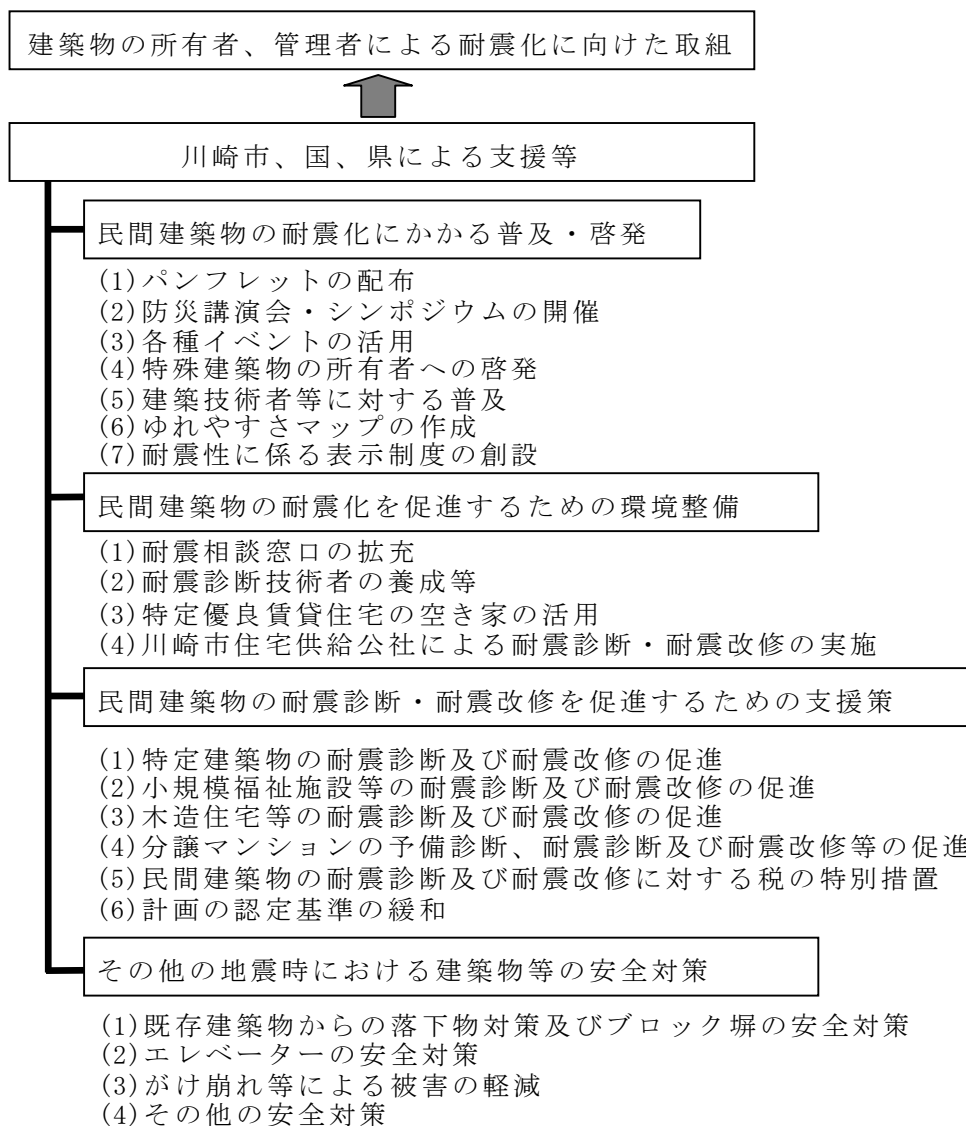 建築物の所有者、管理者による耐震化に向けた取組
川崎市、国、県による支援等
民間建築物の耐震化にかかる普及・啓発
(1)パンフレットの配布
(2)防災講演会・シンポジウムの開催
(3)各種イベントの活用
(4)特殊建築物の所有者への啓発
(5)建築技術者等に対する普及
(6)ゆれやすさマップの作成
(7)耐震性に係る表示制度の創設
民間建築物の耐震化を促進するための環境整備
(1)耐震相談窓口の拡充
(2)耐震診断技術者の養成等
(3)特定優良賃貸住宅の空き家の活用
(4)川崎市住宅供給公社による耐震診断・耐震改修の実施
民間建築物の耐震診断・耐震改修を促進するための支援策
(1)特定建築物の耐震診断及び耐震改修の促進
(2)小規模福祉施設等の耐震診断及び耐震改修の促進
(3)木造住宅等の耐震診断及び耐震改修の促進
(4)分譲マンションの予備診断、耐震診断及び耐震改修等の促進
(5)民間建築物の耐震診断及び耐震改修に対する税の特別措置
(6)計画の認定基準の緩和
その他の地震時における建築物等の安全対策
(1)既存建築物からの落下物対策及びブロック塀の安全対策
(2)エレベーターの安全対策
(3)がけ崩れ等による被害の軽減
(4)その他の安全対策